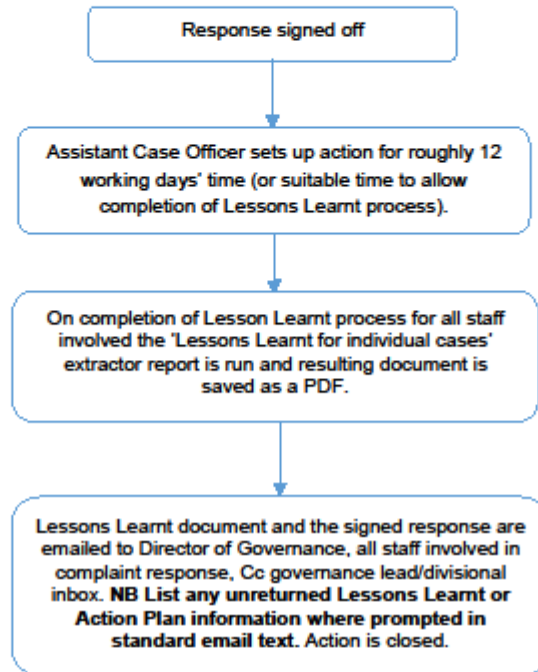 Response signed off
Assistant Case Officer sets up action for roughly 12
working days' time (or suitable time to allow
completion of Lessons Learnt process).
On completion of Lesson Learnt process for all staff
involved the 'Lessons Learnt for individual cases'
extractor report is run and resulting document is
saved as a PDF.
Lessons Learnt document and the signed response are
emailed to Director of Governance, all staff involved in
complaint response, Cc governance lead/divisional
inbox. NB List any unreturned Lessons Learnt or
Action Plan information where prompted in
standard email text. Action is closed.